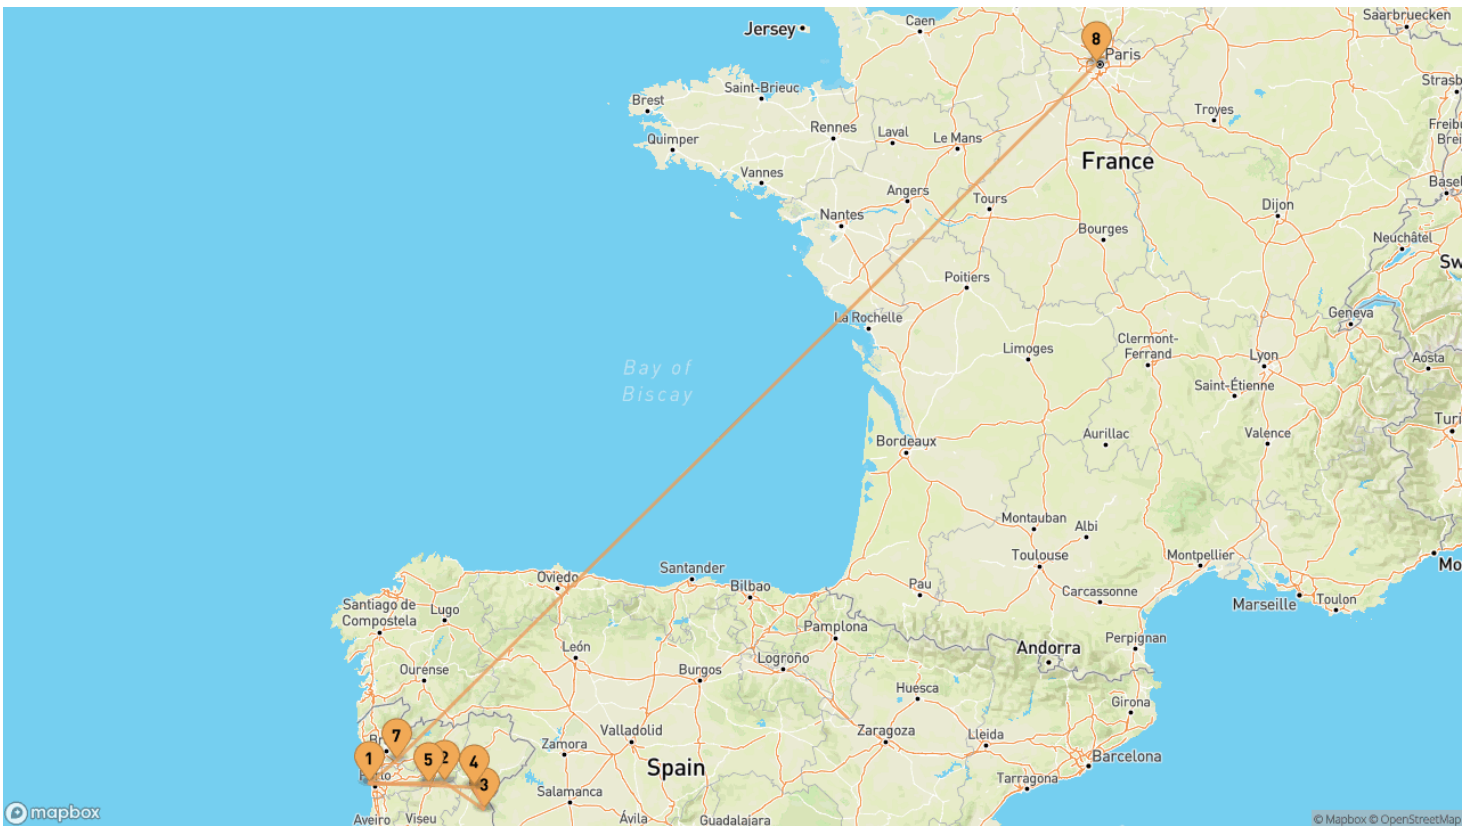 Jersey
Caen
8
Paris
Saarbruecken
Strasb
Brest
Saint-Brieuc
Troyes
Freibu
Brei
Quimper
Rennes
Laval
Le Mans
France
Vannes
Angers
Tours
Basel
Nantes
Dijon
Bourges
Neuchâtel
Sw
Poitiers
La Rochelle
Geneva
Bay of
Biscay
Limoges
Clermont-
Ferrand
Lyon
Aosta
Saint-Étienne
Turi
Bordeaux
Aurillac
Valence
Montauban
Albi
Toulouse
Montpellier
Mo
Oviedo
Santander
Bilbao
Pau
Carcassonne
Marseille
Toulon
Santiago de
Compostela
Lugo
Pamplona
Perpignan
León
Logroño
Andorra
Ourense
Burgos
Huesca
Girona
7
Br
Valladolid
Zaragoza
Lleida
1
5
2
4
Zamora
Spain
Barcelona
3
Salamanca
Tarragona
Aveiro
Viseu
Ávila
Guadalajara
mapbox
© Mapbox © OpenStreetMap